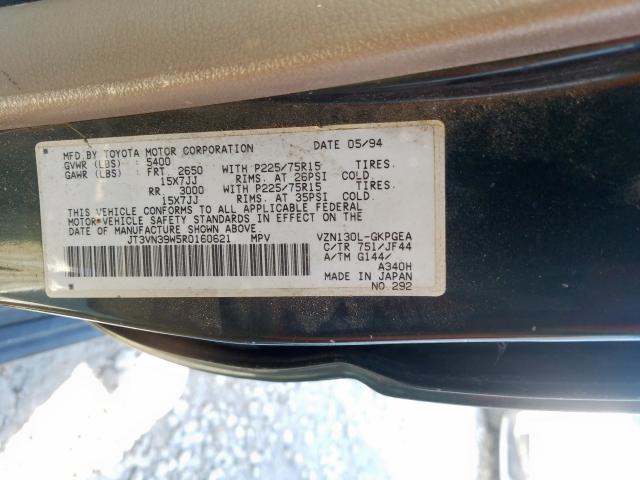 MFD BY TOYOTA MOTOR CORPORATION DATE 05/94
GVWR (LBS) 5400
GAWR (LBS) FRT. 2650 WITH P225/75R15 TIRES.
15X7JJ RIMS. AT 26PSI COLD.
RR. 3000 WITH P225/75R15 TIRES.
15X7JJ RIMS. AT 35PSI COLD.
THIS VEHICLE CONFORMS TO ALL APPLICABLE FEDERAL
MOTOR VEHICLE SAFETY STANDARDS IN EFFECT ON THE
DATE OF MANUFACTURE SHOWN ABOVE.
JT3VN39W5R0160621 MPV VZN130L-GKPGEA
C/TR 751/JF44
A/TM G144/
A340H
MADE IN JAPAN
NO.292